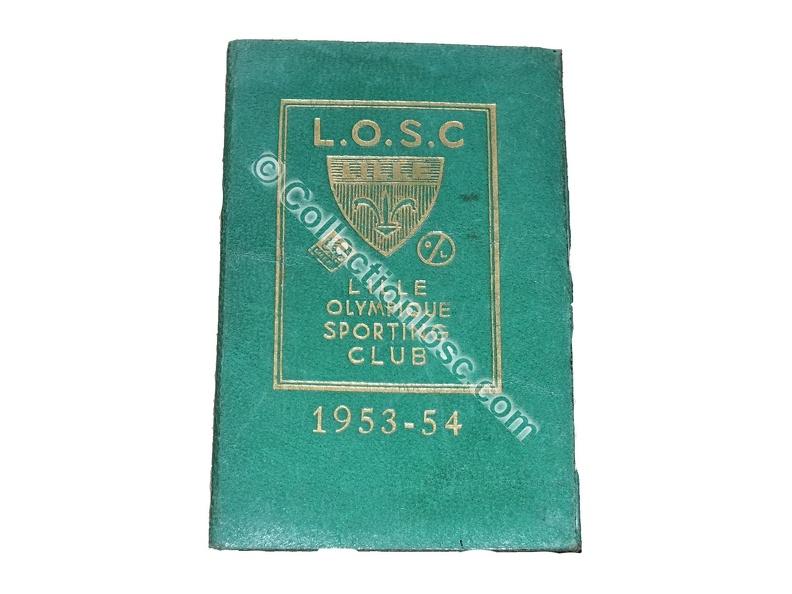 L.O.S.C
LILLE
O L
LILLE
OLYMPIQUE
SPORTING
CLUB
1953-54
© Collectionlosc.com